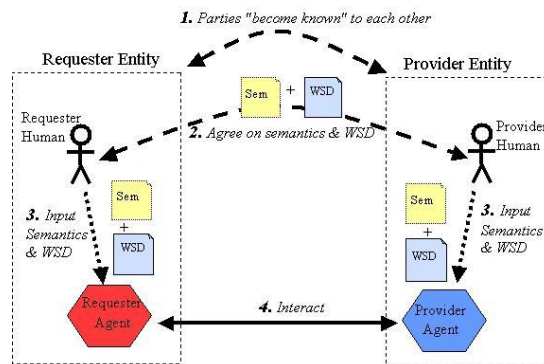 1. Parties "become known" to each other
Requester Entity
Provider Entity
Sem
+
WSD
Requester
Human
2. Agree on semantics & WSD
Provider
Human
3. Input
Semantics
& WSD
Sem
+
WSD
Sem
+
WSD
3. Input
Semantics
& WSD
Requester
Agent
4. Interact
Provider
Agent